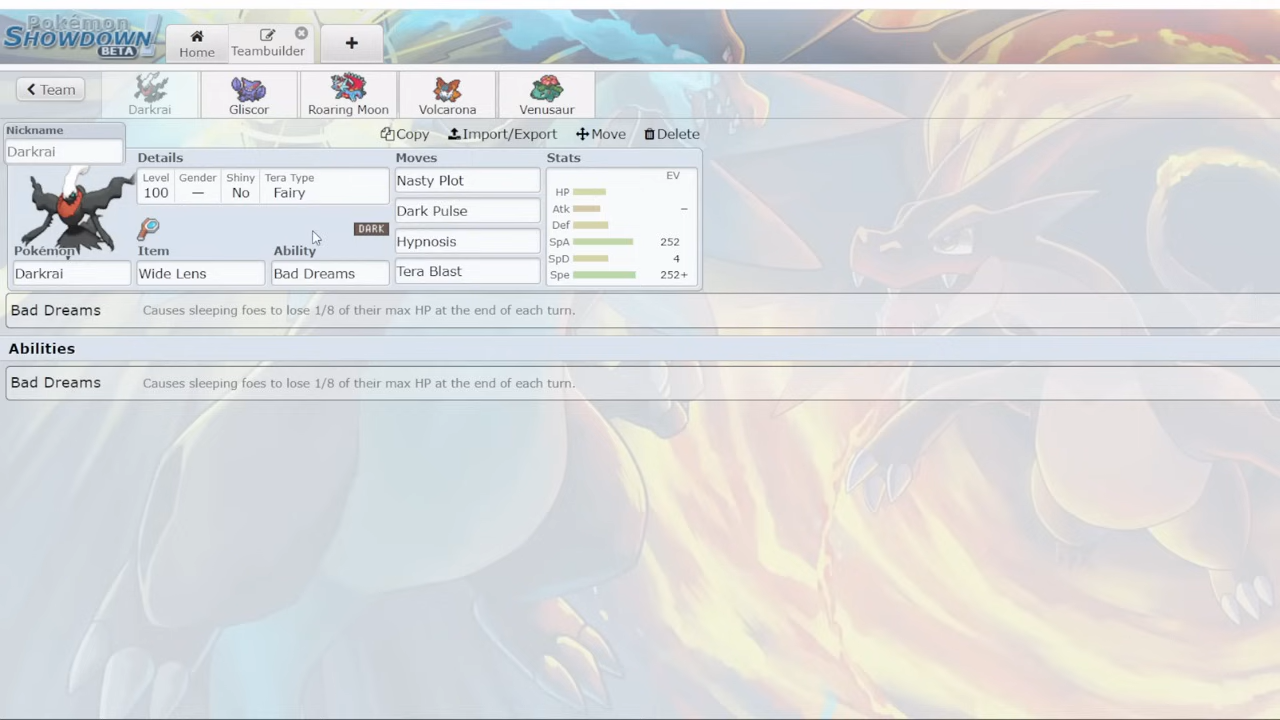 Pokémon
SHOWDOWN
BETA
Home
Teambuilder
+
Team
Darkrai
Gliscor
Roaring Moon
Volcarona
Venusaur
Copy
Import/Export
Move
Delete
Nickname
Darkrai
Details
Level
100
Gender
—
Shiny
No
Tera Type
Fairy
DARK
Pokémon
Darkrai
Item
Wide Lens
Ability
Bad Dreams
Moves
Nasty Plot
Dark Pulse
Hypnosis
Tera Blast
Stats
EV
HP
Atk –
Def
SpA 252
SpD 4
Spe 252+
Bad Dreams Causes sleeping foes to lose 1/8 of their max HP at the end of each turn.
Abilities
Bad Dreams Causes sleeping foes to lose 1/8 of their max HP at the end of each turn.